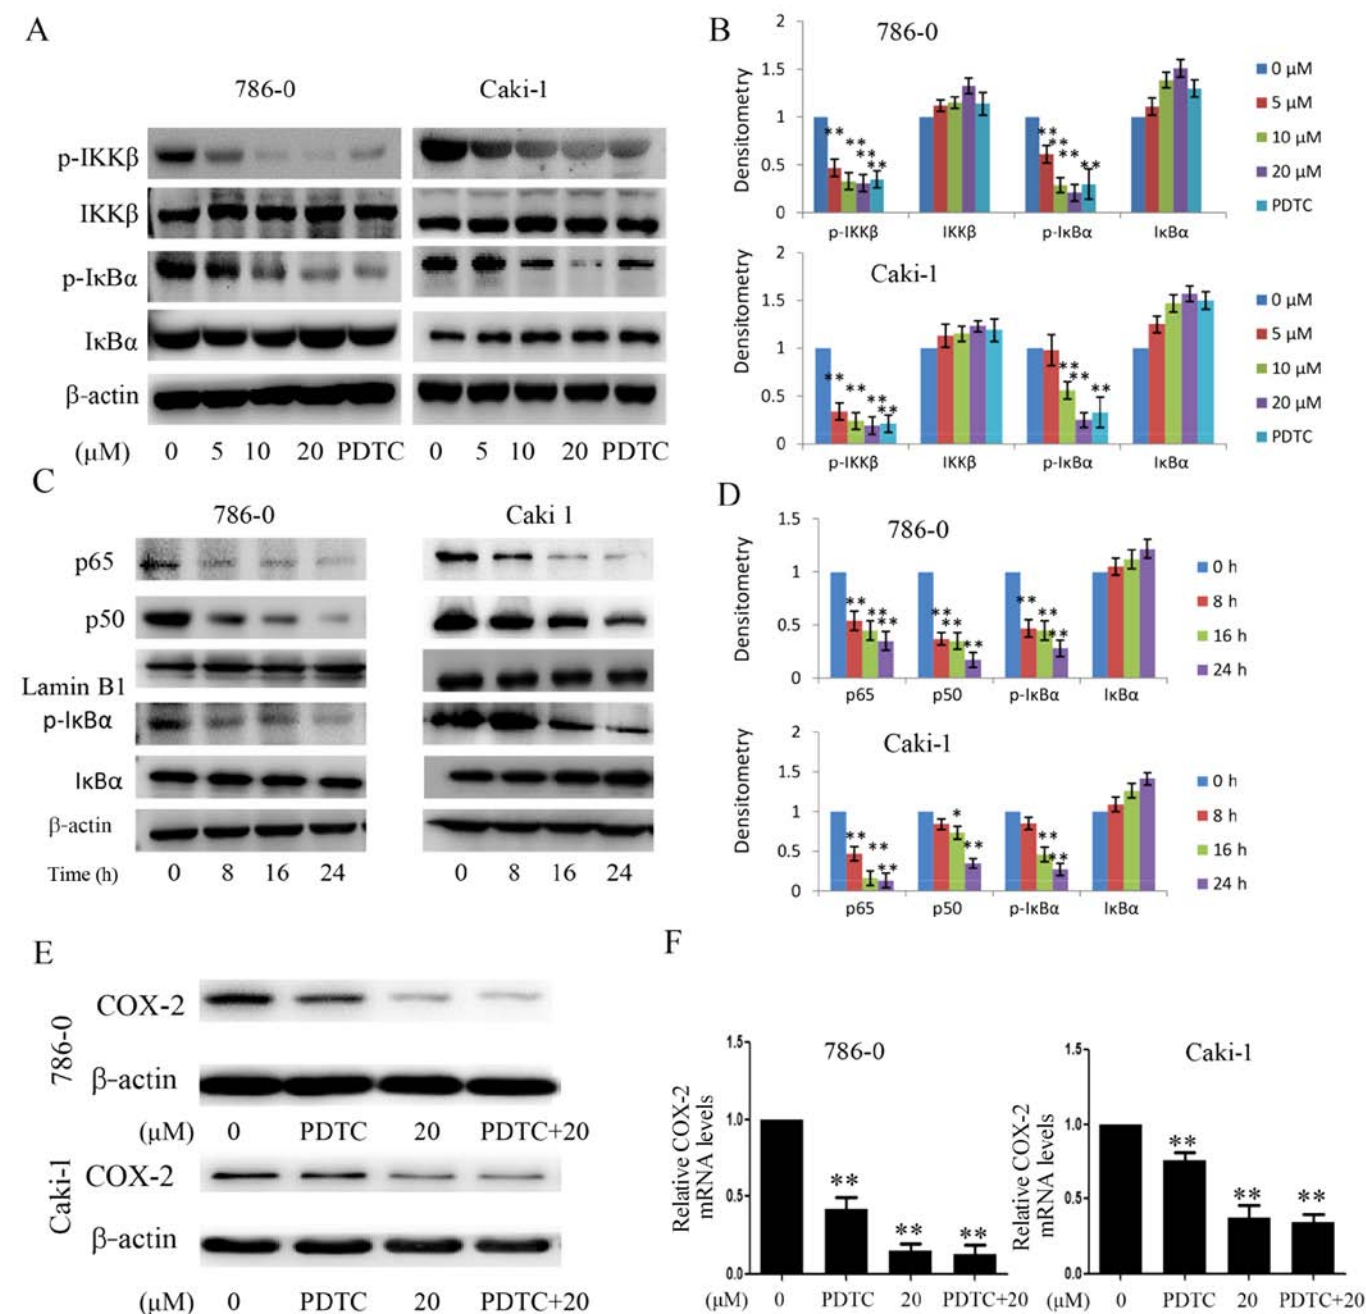 A
786-0
Caki-1
p-IKKβ
IKKβ
p-IκBα
IκBα
β-actin
(μM) 0 5 10 20 PDTC 0 5 10 20 PDTC
B
786-0
Densitometry
2
1.5
1
0.5
0
** ** ** ** ** ** ** **
p-IKKβ IKKβ p-IκBα IκBα
0 μM
5 μM
10 μM
20 μM
PDTC
Caki-1
Densitometry
2
1.5
1
0.5
0
** ** ** ** ** ** **
p-IKKβ IKKβ p-IκBα IκBα
0 μM
5 μM
10 μM
20 μM
PDTC
C
786-0
Caki 1
p65
p50
Lamin B1
p-IκBα
IκBα
β-actin
Time (h) 0 8 16 24 0 8 16 24
D
786-0
Densitometry
1.5
1
0.5
0
** ** ** ** ** ** ** ** **
p65 p50 p-IκBα IκBα
0 h
8 h
16 h
24 h
Caki-1
Densitometry
2
1.5
1
0.5
0
** ** ** * ** ** **
p65 p50 p-IκBα IκBα
0 h
8 h
16 h
24 h
E
786-0
COX-2
β-actin
(μM) 0 PDTC 20 PDTC+20
Caki-1
COX-2
β-actin
(μM) 0 PDTC 20 PDTC+20
F
786-0
Relative COX-2
mRNA levels
1.5
1.0
0.5
0.0
** ** **
(μM) 0 PDTC 20 PDTC+20
Caki-1
Relative COX-2
mRNA levels
1.5
1.0
0.5
0.0
** ** **
(μM) 0 PDTC 20 PDTC+20